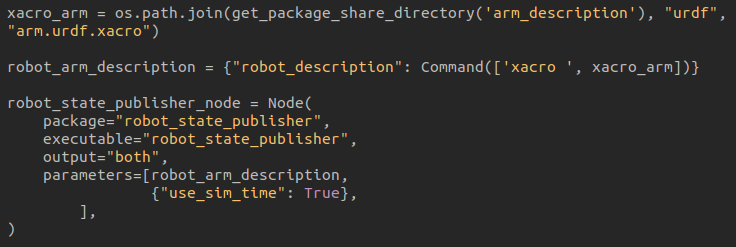 xacro_arm = os.path.join(get_package_share_directory('arm_description'), "urdf",
"arm.urdf.xacro")
robot_arm_description = {"robot_description": Command(['xacro ', xacro_arm])}
robot_state_publisher_node = Node(
    package="robot_state_publisher",
    executable="robot_state_publisher",
    output="both",
    parameters=[robot_arm_description,
                {"use_sim_time": True},
        ],
)